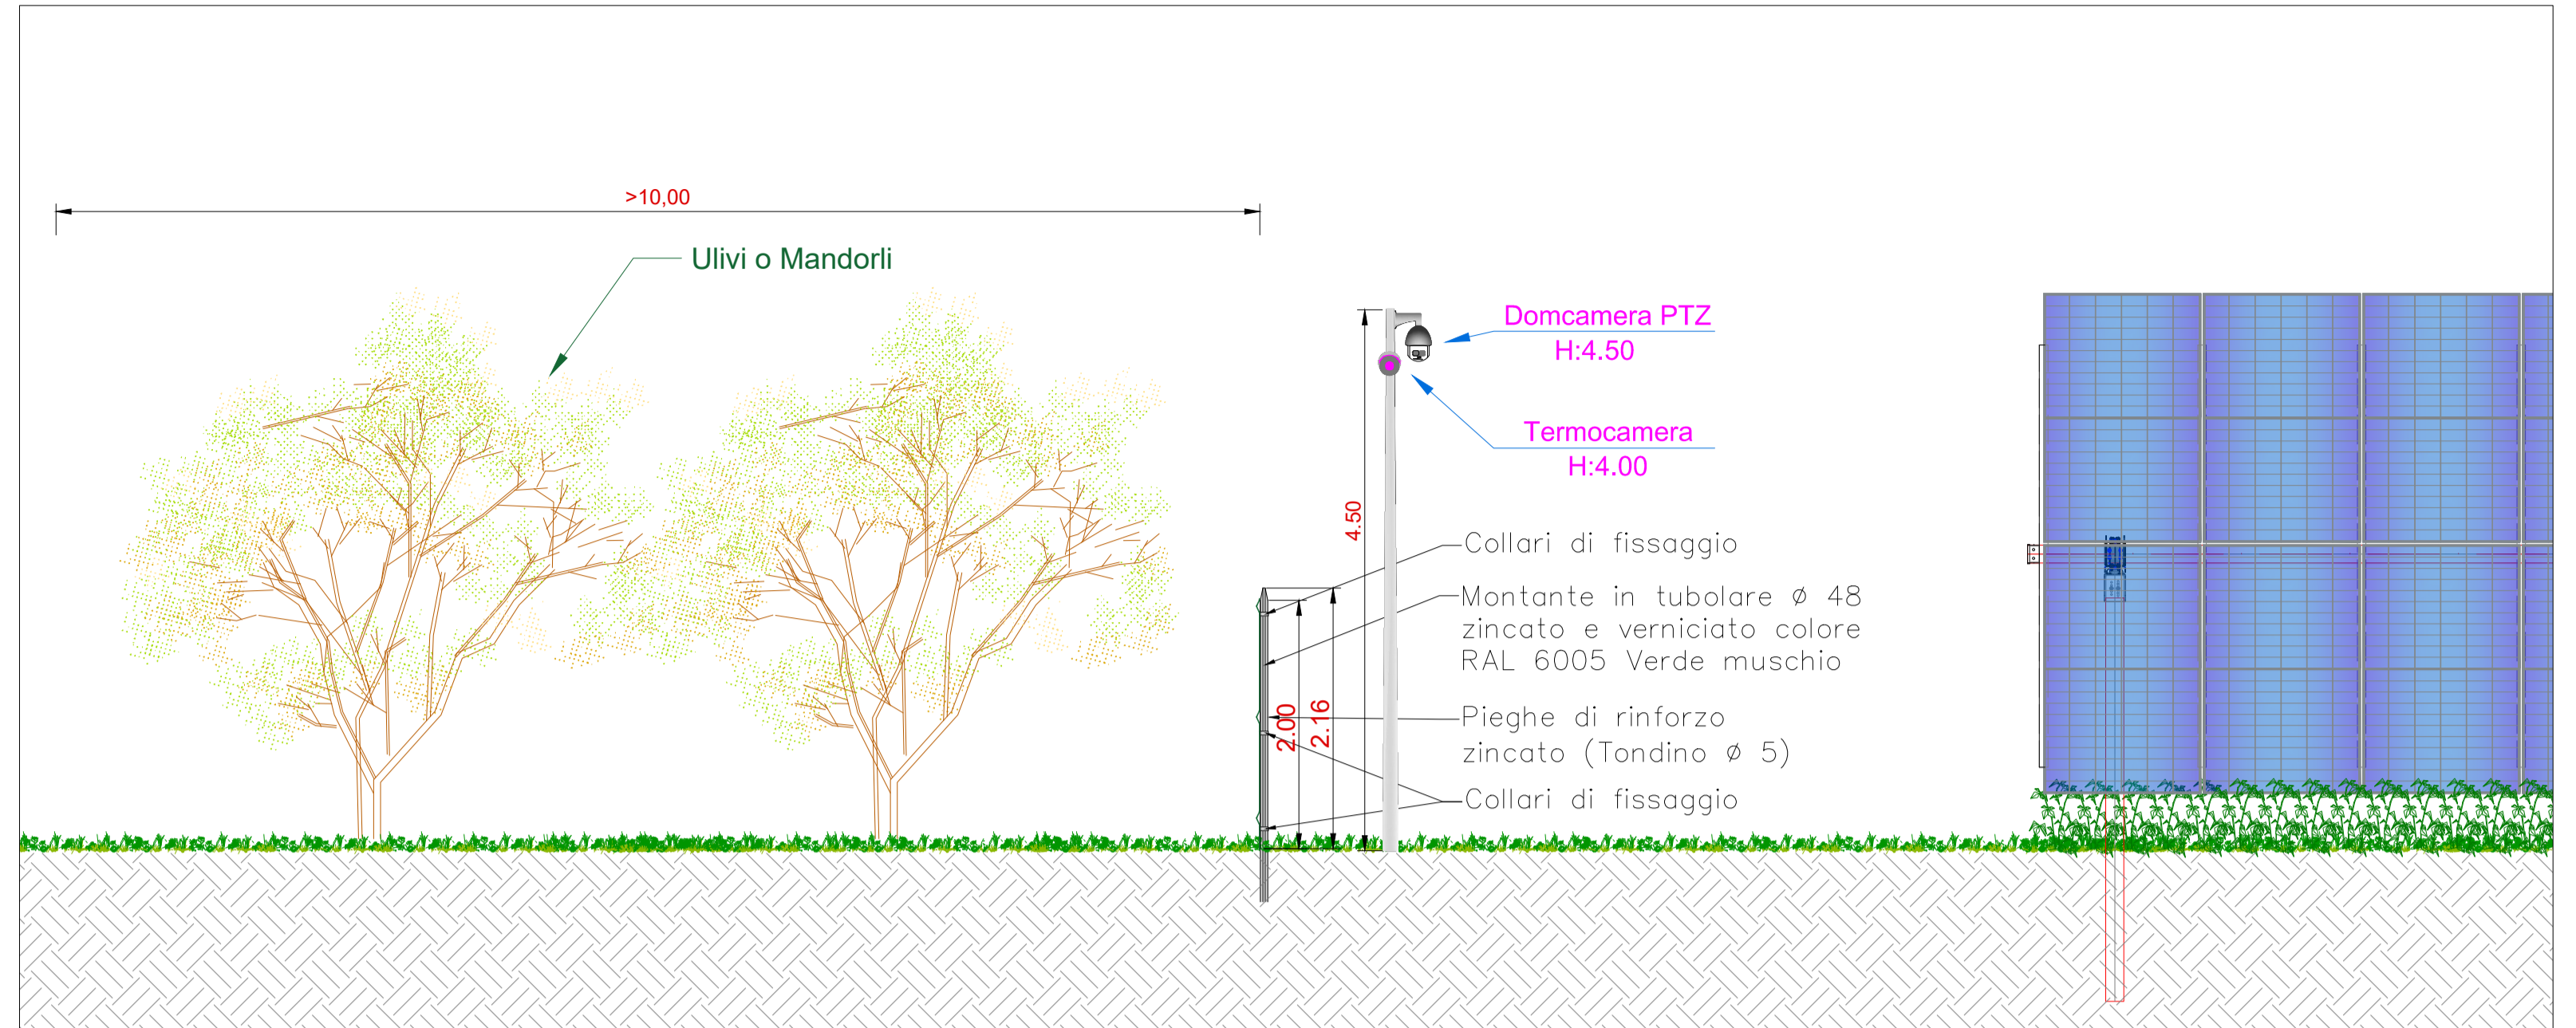 >10,00
Ulivi o Mandorli
Domcamera PTZ
H:4.50
Termocamera
H:4.00
4.50
Collari di fissaggio
Montante in tubolare ø 48
zincato e verniciato colore
RAL 6005 Verde muschio
2.00
2.16
Pieghe di rinforzo
zincato (Tondino ø 5)
Collari di fissaggio